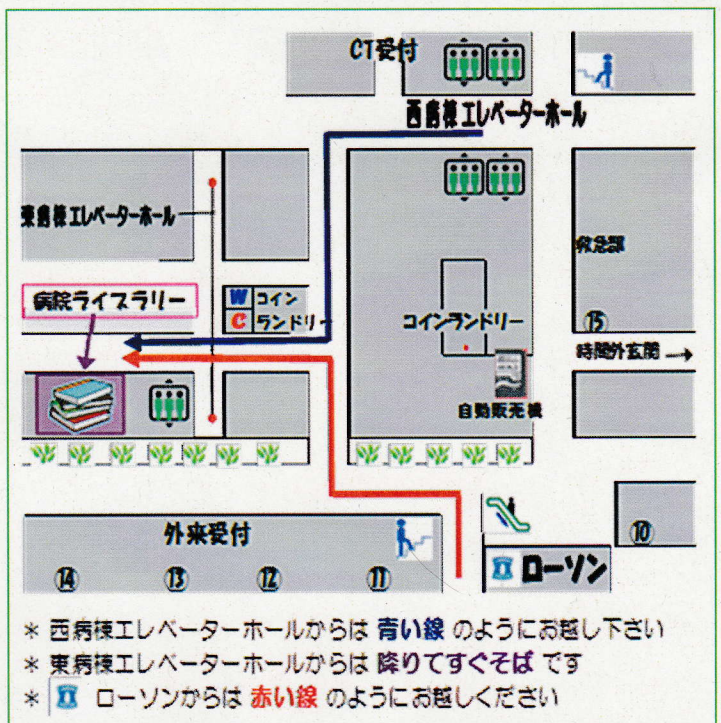 CT受付
西病棟エレベーターホール
東病棟エレベーターホール
救急部
病院ライブラリー
W コイン
C ランドリー
コインランドリー
⑮
時間外玄関→
自動販売機
外来受付
⑩
ローソン
⑭ ⑬ ⑫ ⑪
* 西病棟エレベーターホールからは 青い線 のようにお越し下さい
* 東病棟エレベーターホールからは 降りてすぐそば です
* ローソンからは 赤い線 のようにお越しください